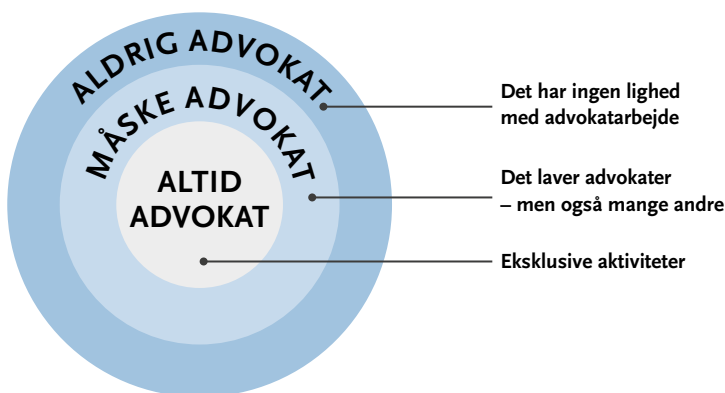 ALDRIG ADVOKAT
MÅSKE ADVOKAT
ALTID
ADVOKAT
Det har ingen lighed
med advokatarbejde
Det laver advokater
– men også mange andre
Eksklusive aktiviteter